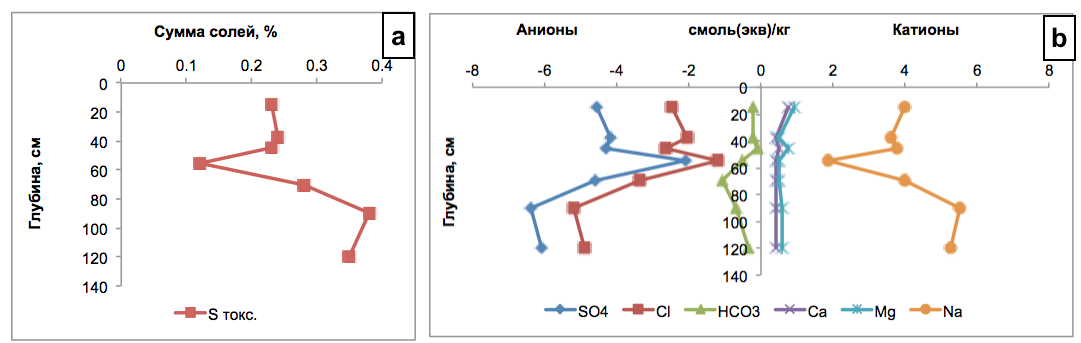 Сумма солей, %
a
0 0.1 0.2 0.3 0.4
0
20
40
60
80
100
120
140
Глубина, см
S токс.
Анионы смоль(экв)/кг Катионы
b
-8 -6 -4 -2 0 2 4 6 8
0
20
40
60
80
100
120
140
Глубина, см
SO4 Cl HCO3 Ca Mg Na